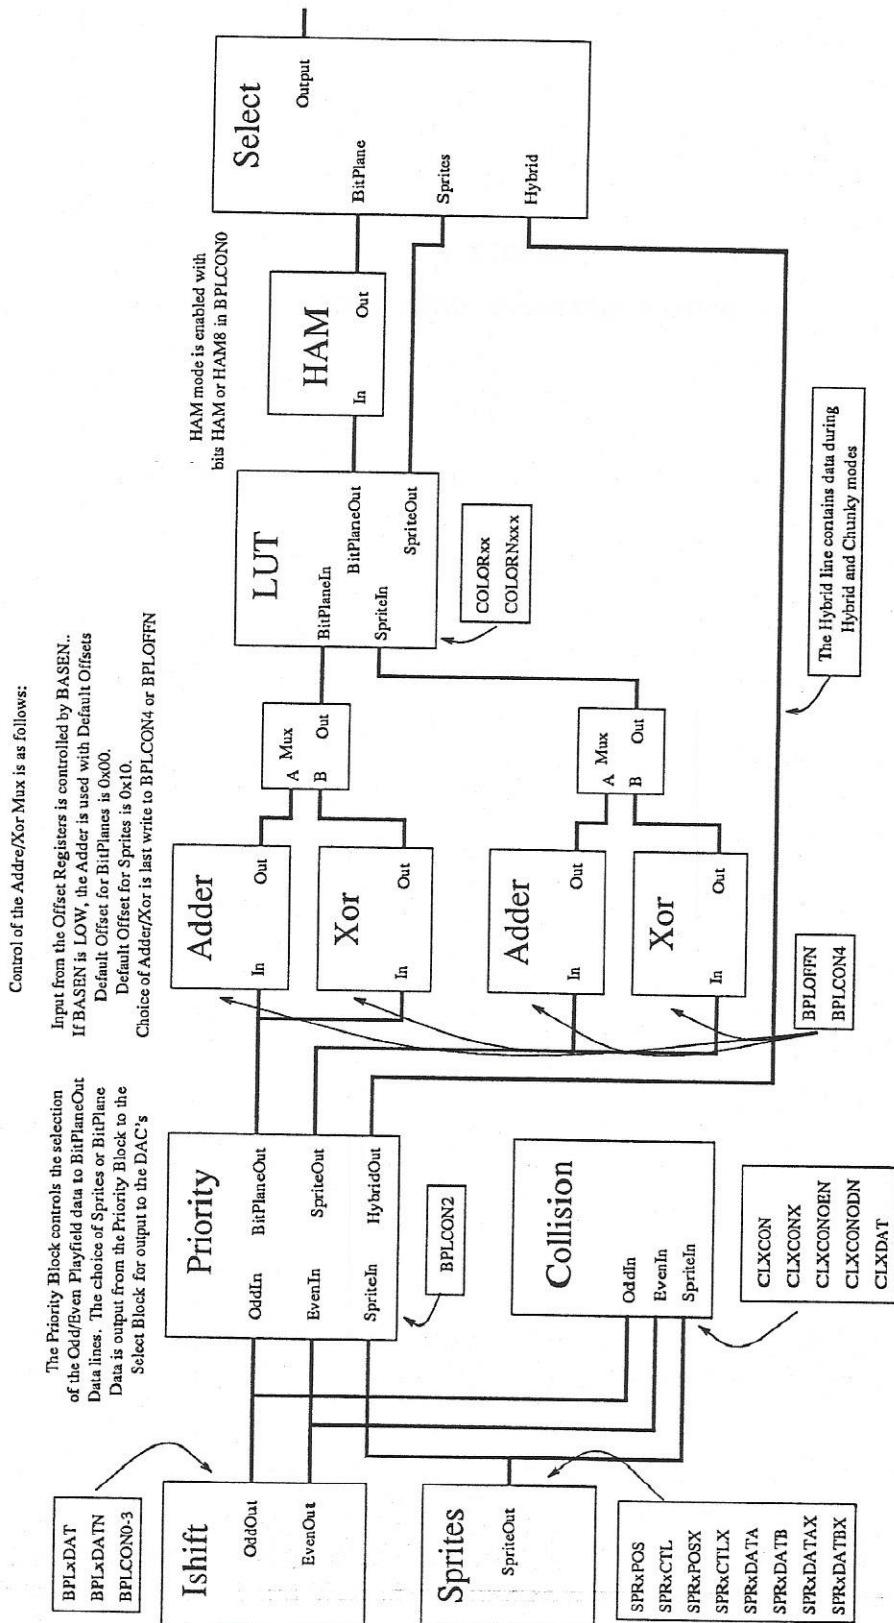 Control of the Addre/Xor Mux is as follows:
Input from the Offset Registers is controlled by BASEN..
If BASEN is LOW, the Adder is used with Default Offsets
Default Offset for BitPlanes is 0x00.
Default Offset for Sprites is 0x10.
Choice of Adder/Xor is last write to BPLCON4 or BPLOFFN
The Priority Block controls the selection
of the Odd/Even Playfield data to BitPlaneOut
Data lines. The choice of Sprites or BitPlane
Data is output from the Priority Block to the
Select Block for output to the DAC's
HAM mode is enabled with
bits HAM or HAM8 in BPLCON0
BPLxDAT
BPLxDATN
BPLCON0-3
Ishift
OddOut
EvenOut
Sprites
SpriteOut
SPRxPOS
SPRxCTL
SPRxPOSX
SPRxCTLX
SPRxDATA
SPRxDATB
SPRxDATAX
SPRxDATBX
Priority
OddIn
BitPlaneOut
EvenIn
SpriteOut
SpriteIn
HybridOut
BPLCON2
Collision
OddIn
EvenIn
SpriteIn
CLXCON
CLXCONX
CLXCONOEN
CLXCONODN
CLXDAT
Adder
In
Out
Xor
In
Out
Adder
In
Out
Xor
In
Out
BPLOFFN
BPLCON4
A
Mux
B
Out
A
Mux
B
Out
LUT
BitPlaneIn
BitPlaneOut
SpriteIn
SpriteOut
COLORxx
COLORNxxx
HAM
In
Out
Select
Output
BitPlane
Sprites
Hybrid
The Hybrid line contains data during
Hybrid and Chunky modes